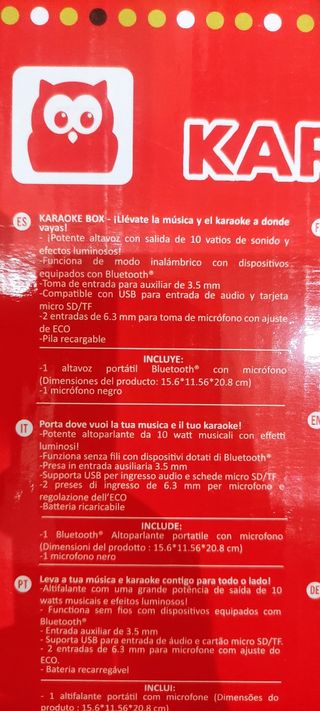 KAR
ES
KARAOKE BOX - ¡Llévate la música y el karaoke a donde
vayas!
- ¡Potente altavoz con salida de 10 vatios de sonido y
efectos luminosos!
-Funciona de modo inalámbrico con dispositivos
equipados con Bluetooth®
-Toma de entrada para auxiliar de 3.5 mm
-Compatible con USB para entrada de audio y tarjeta
micro SD/TF
-2 entradas de 6.3 mm para toma de micrófono con ajuste
de ECO
-Pila recargable
INCLUYE:
-1 altavoz portátil Bluetooth® con micrófono
(Dimensiones del producto: 15.6*11.56*20.8 cm)
-1 micrófono negro
IT
Porta dove vuoi la tua musica e il tuo karaoke!
-Potente altoparlante da 10 watt musicali con effetti
luminosi!
-Funziona senza fili con dispositivi dotati di Bluetooth®
-Presa in entrata ausiliaria 3.5 mm
-Supporta USB per ingresso audio e schede micro SD/TF
-2 prese di ingresso de 6.3 mm per microfono e
regolazione dell'ECO
-Batteria ricaricabile
INCLUDE:
-1 Bluetooth® Altoparlante portatile con microfono
(Dimensioni del prodotto : 15.6*11.56*20.8 cm)
-1 microfono nero
PT
Leva a tua música e karaoke contigo para todo o lado!
-Altifalante com uma grande potência de saída de 10
watts musicais e efeitos luminosos!
- Funciona sem fios com dispositivos equipados com
Bluetooth®
- Entrada auxiliar de 3.5 mm
- Suporta USB para entrada de áudio e cartão micro SD/TF.
- 2 entradas de 6.3 mm para microfone com ajuste do
ECO.
- Bateria recarregável
INCLUI:
- 1 altifalante portátil com microfone (Dimensões do
produto : 15.6*11.56*20.8 cm)
EN
DE